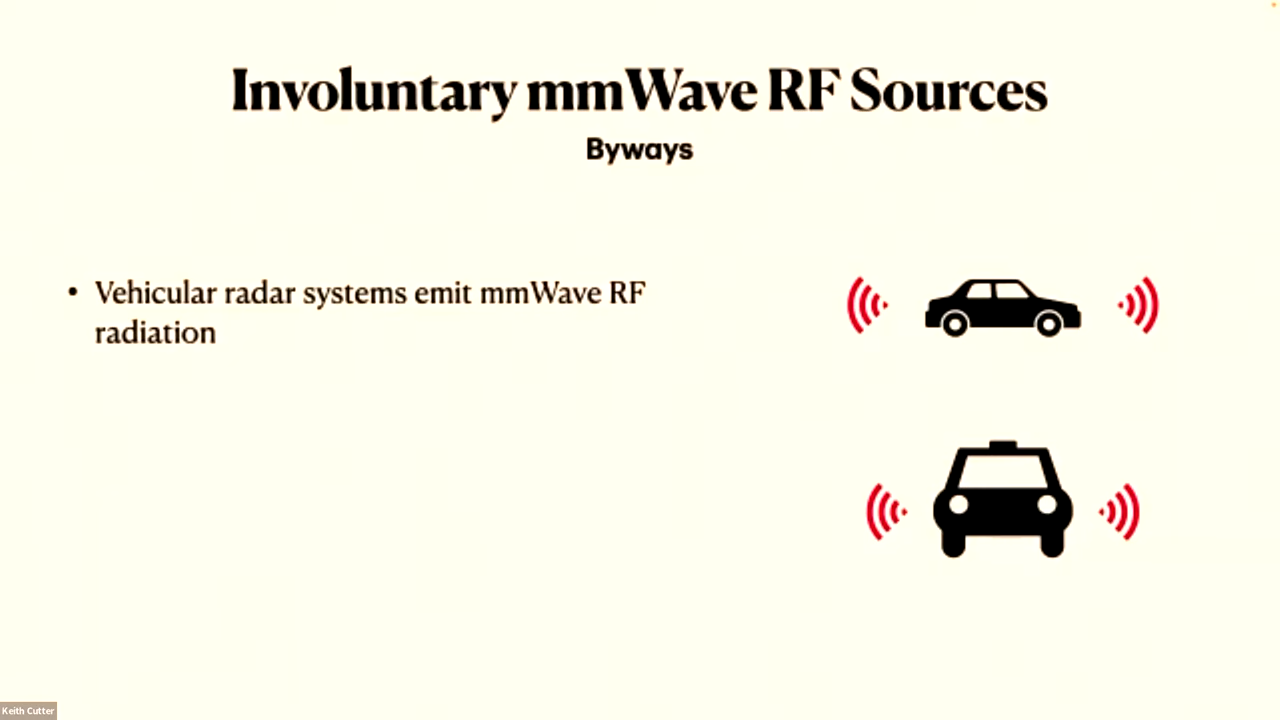 Involuntary mmWave RF Sources
Byways
• Vehicular radar systems emit mmWave RF
radiation
Keith Cutter